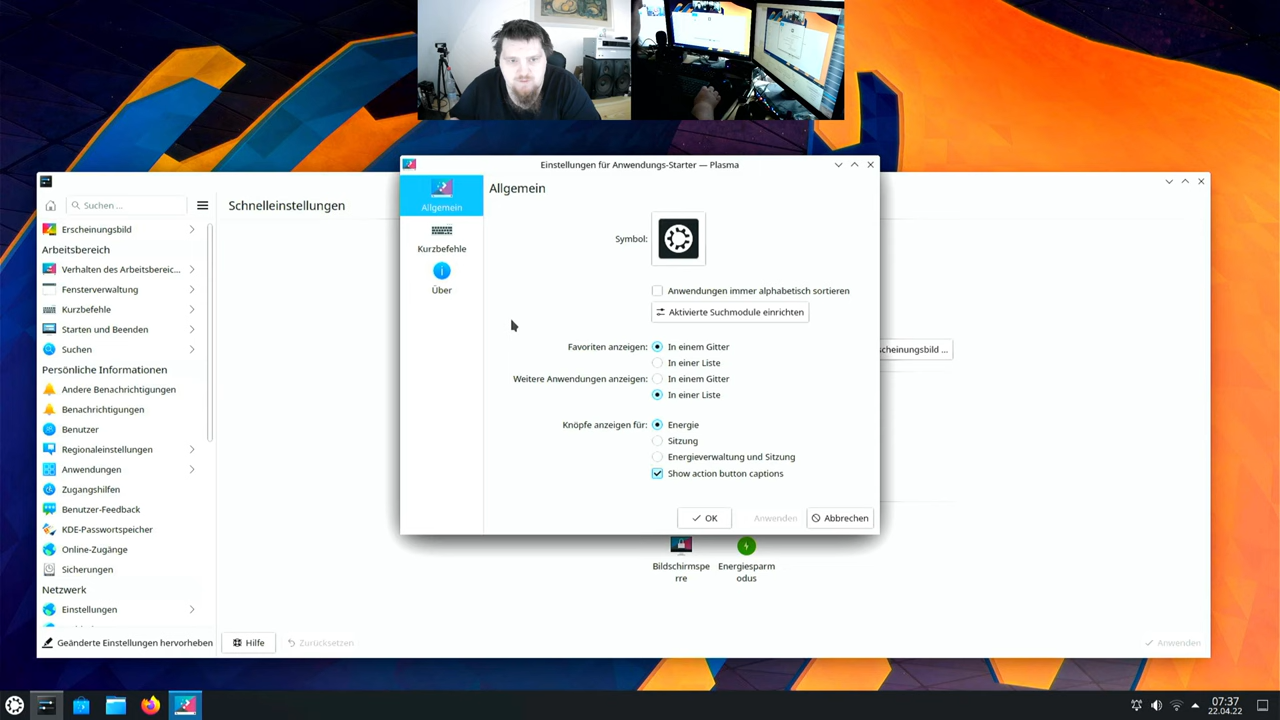 Einstellungen für Anwendungs-Starter — Plasma
Allgemein
Kurzbefehle
Über
Allgemein
Symbol:
Anwendungen immer alphabetisch sortieren
Aktivierte Suchmodule einrichten
Favoriten anzeigen:
In einem Gitter
In einer Liste
Weitere Anwendungen anzeigen:
In einem Gitter
In einer Liste
Knöpfe anzeigen für:
Energie
Sitzung
Energieverwaltung und Sitzung
Show action button captions
OK
Anwenden
Abbrechen
Suchen ...
Schnelleinstellungen
Erscheinungsbild
Arbeitsbereich
Verhalten des Arbeitsbereic...
Fensterverwaltung
Kurzbefehle
Starten und Beenden
Suchen
Persönliche Informationen
Andere Benachrichtigungen
Benachrichtigungen
Benutzer
Regionaleinstellungen
Anwendungen
Zugangshilfen
Benutzer-Feedback
KDE-Passwortspeicher
Online-Zugänge
Sicherungen
Netzwerk
Einstellungen
Geänderte Einstellungen hervorheben
Hilfe
Zurücksetzen
scheinungsbild ...
Bildschirmspe
rre
Energiesparm
odus
Anwenden
07:37
22.04.22